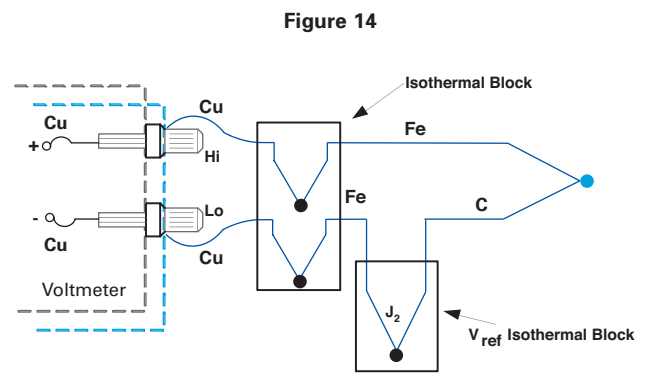 Figure 14
Isothermal Block
Cu
Cu
Fe
+
Hi
Fe
Lo
C
-
Cu
Cu
Voltmeter
J2
Vref Isothermal Block